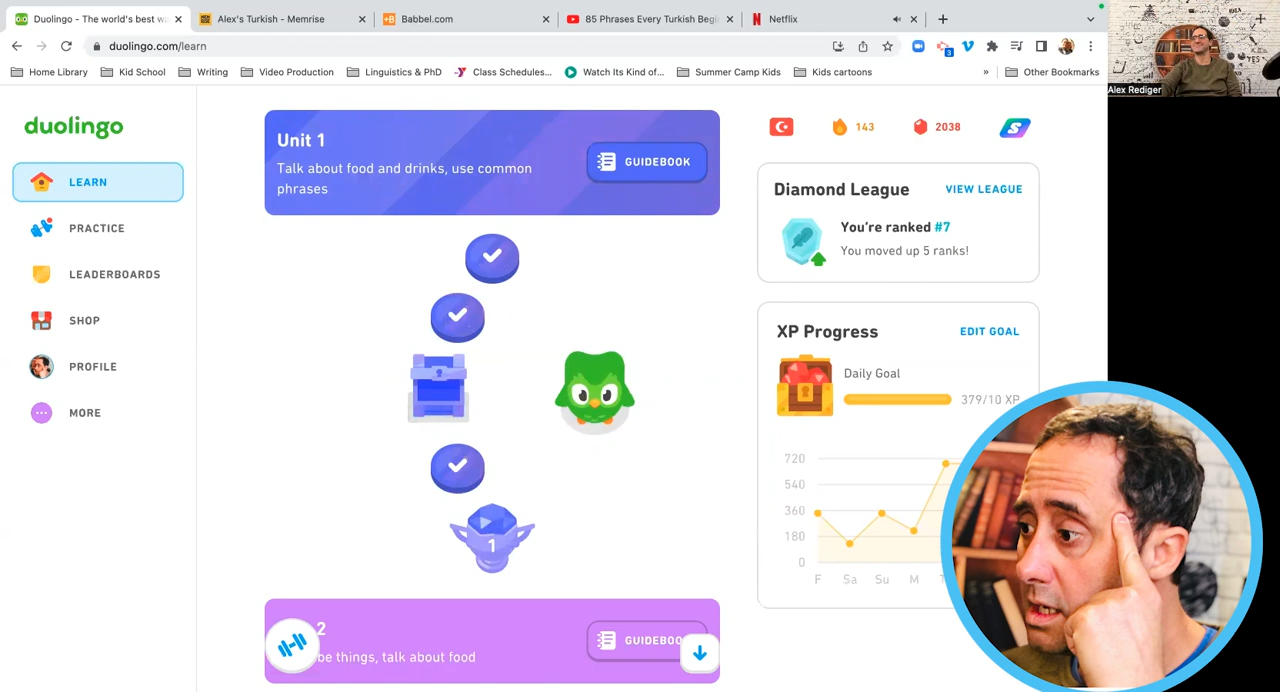 Duolingo - The world's best wa
Alex's Turkish - Memrise
Babbel.com
85 Phrases Every Turkish Begi
Netflix
duolingo.com/learn
3
Home Library
Kid School
Writing
Video Production
Linguistics & PhD
Class Schedules...
Watch Its Kind of...
Summer Camp Kids
Kids cartoons
»
Other Bookmarks
YES
Alex Rediger
duolingo
LEARN
PRACTICE
LEADERBOARDS
SHOP
PROFILE
MORE
Unit 1
Talk about food and drinks, use common
phrases
GUIDEBOOK
1
2
be things, talk about food
GUIDEBOO
143
2038
S
Diamond League
VIEW LEAGUE
You're ranked #7
You moved up 5 ranks!
XP Progress
EDIT GOAL
Daily Goal
379/10 XP
720
540
360
180
0
F Sa Su M T